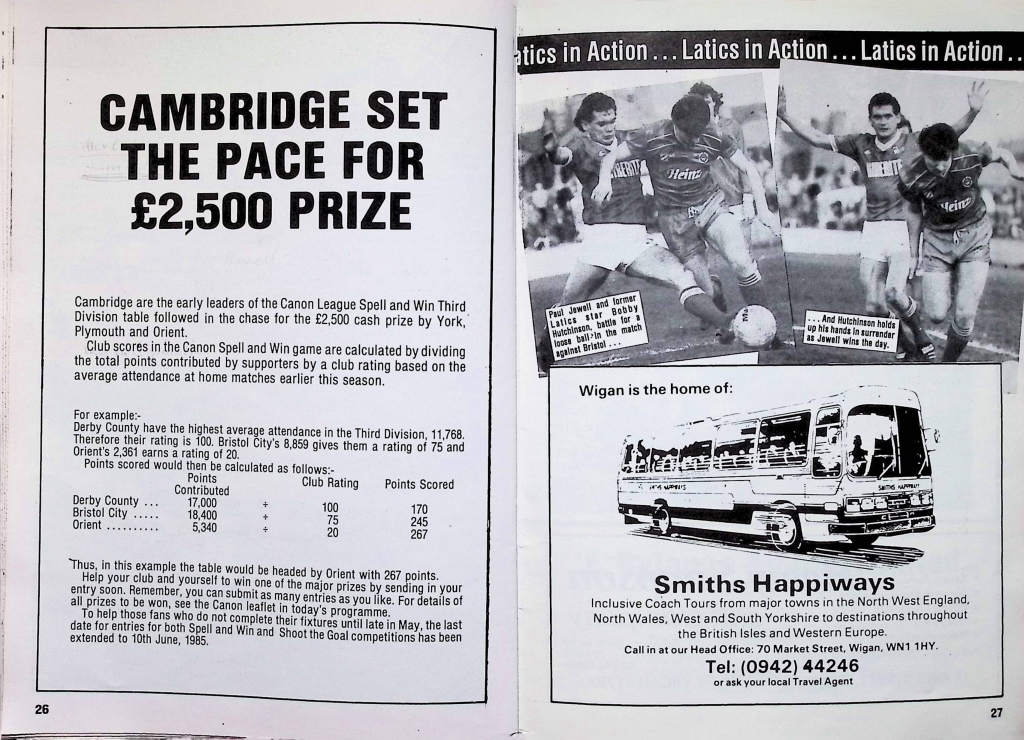 CAMBRIDGE SET
THE PACE FOR
£2,500 PRIZE
Cambridge are the early leaders of the Canon League Spell and Win Third
Division table followed in the chase for the £2,500 cash prize by York,
Plymouth and Orient.
Club scores in the Canon Spell and Win game are calculated by dividing
the total points contributed by supporters by a club rating based on the
average attendance at home matches earlier this season.
For example:-
Derby County have the highest average attendance in the Third Division, 11,768.
Therefore their rating is 100. Bristol City's 8,859 gives them a rating of 75 and
Orient's 2,361 earns a rating of 20.
Points scored would then be calculated as follows:-
Points
Contributed Club Rating Points Scored
Derby County ... 17,000 ÷ 100 170
Bristol City ..... 18,400 ÷ 75 245
Orient .......... 5,340 ÷ 20 267
Thus, in this example the table would be headed by Orient with 267 points.
Help your club and yourself to win one of the major prizes by sending in your
entry soon. Remember, you can submit as many entries as you like. For details of
all prizes to be won, see the Canon leaflet in today's programme.
To help those fans who do not complete their fixtures until late in May, the last
date for entries for both Spell and Win and Shoot the Goal competitions has been
extended to 10th June, 1985.
26
atics in Action ... Latics in Action ... Latics in Action ..
Heinz
Heinz
Paul Jewell and former
Latics star Bobby
Hutchinson, battle for a
loose ball in the match
against Bristol ...
... And Hutchinson holds
up his hands in surrender
as Jewell wins the day.
Wigan is the home of:
SMITHS HAPPIWAYS
SMITHS HAPPIWAYS
Smiths Happiways
Inclusive Coach Tours from major towns in the North West England,
North Wales, West and South Yorkshire to destinations throughout
the British Isles and Western Europe.
Call in at our Head Office: 70 Market Street, Wigan, WN1 1HY.
Tel: (0942) 44246
or ask your local Travel Agent
27